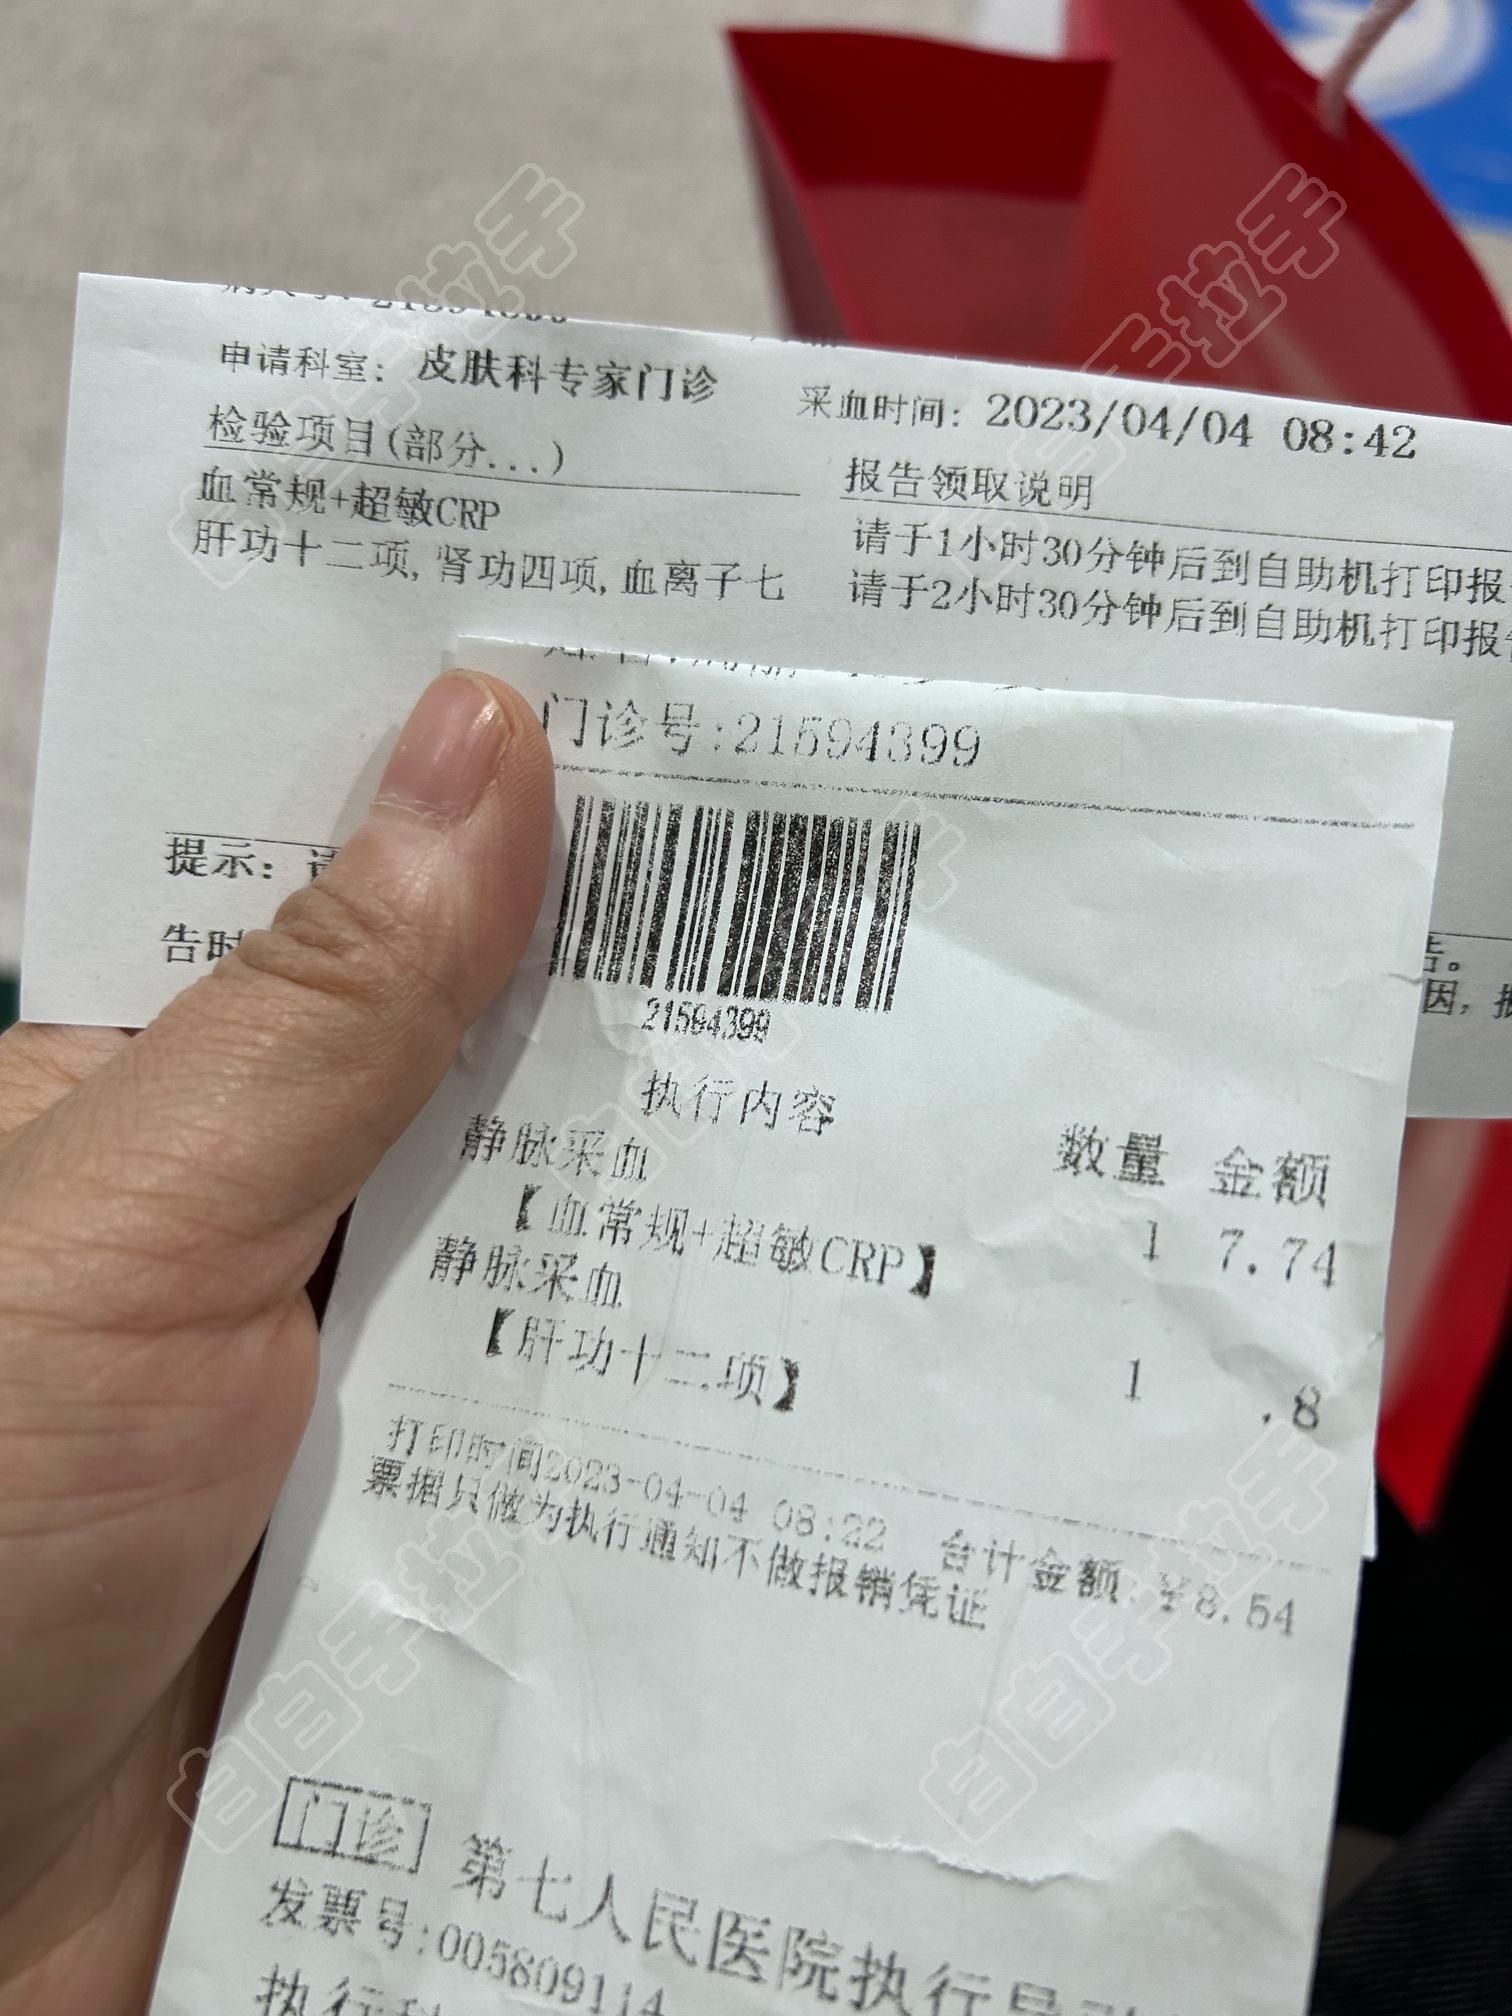 申请科室: 皮肤科专家门诊
采血时间: 2023/04/04 08:42
检验项目(部分...)
报告领取说明
血常规+超敏CRP
请于1小时30分钟后到自助机打印报
肝功十二项,肾功四项,血离子七
请于2小时30分钟后到自助机打印报告
提示:
告时
告。
因,
门诊号:21594399
21594399
执行内容 数量 金额
静脉采血
【血常规+超敏CRP】 1 7.74
静脉采血
【肝功十二项】 1 .8
打印时间2023-04-04 08:22 合计金额:¥8.54
票据只做为执行通知不做报销凭证
门诊 第七人民医院执行导
发票号:005809114
执行科